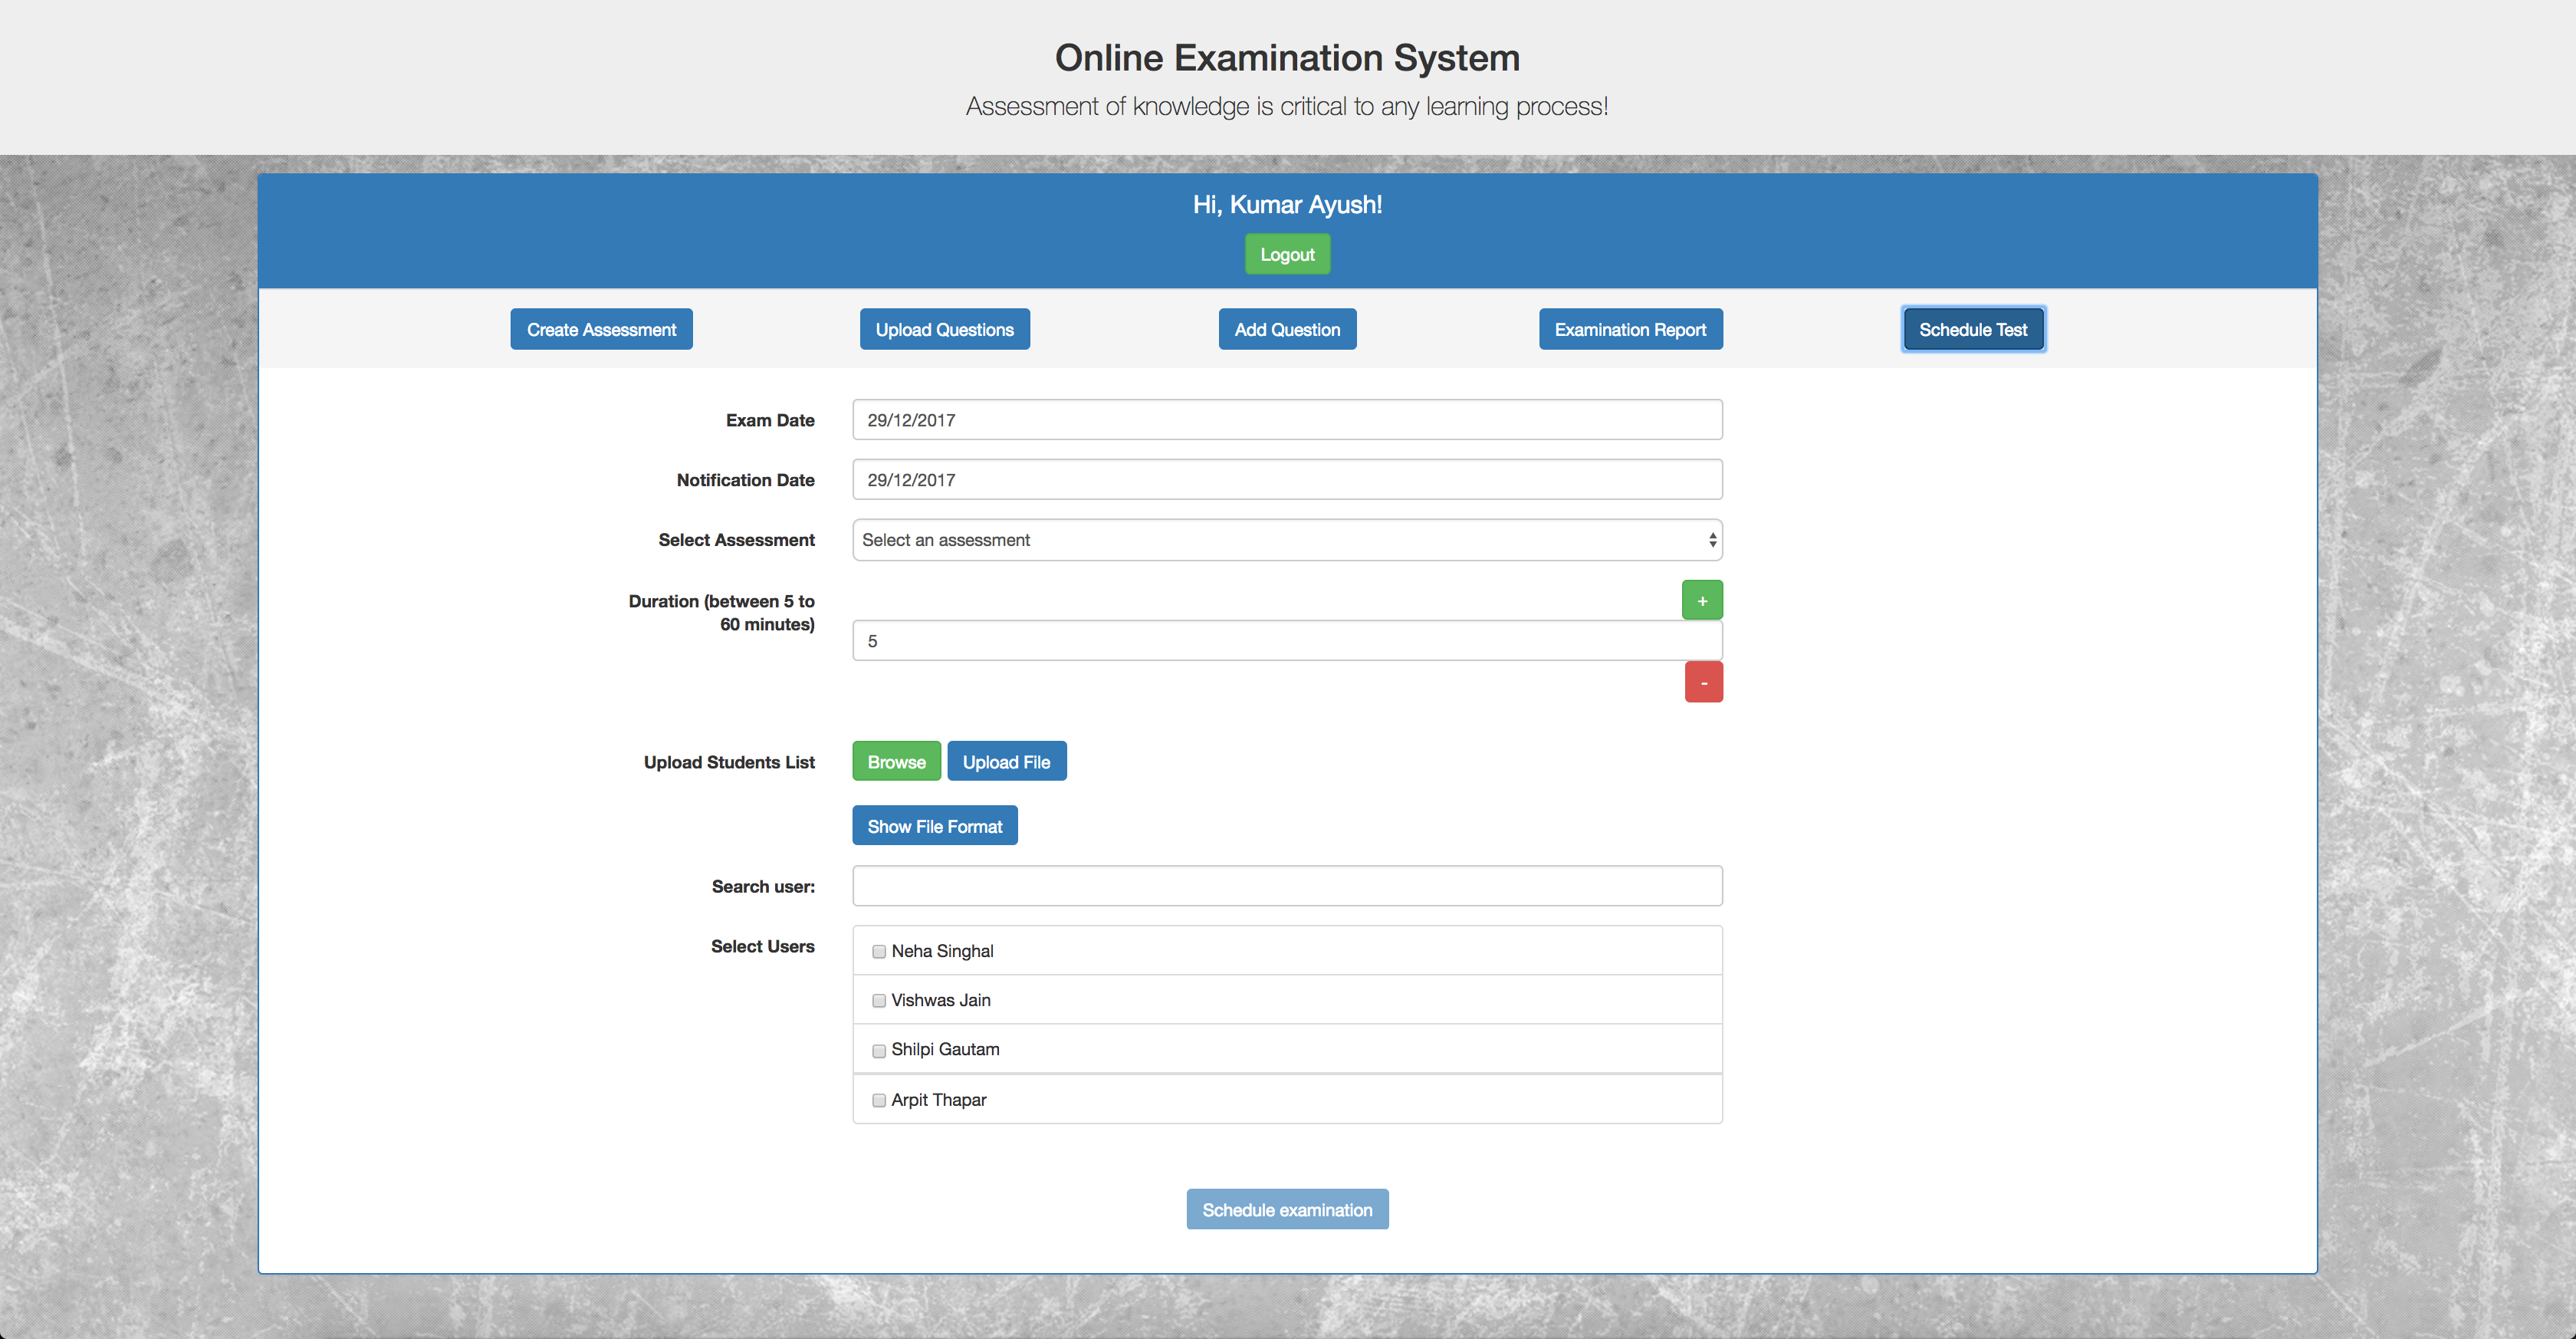 Online Examination System
Assessment of knowledge is critical to any learning process!
Hi, Kumar Ayush!
Logout
Create Assessment
Upload Questions
Add Question
Examination Report
Schedule Test
Exam Date
29/12/2017
Notification Date
29/12/2017
Select Assessment
Select an assessment
Duration (between 5 to
60 minutes)
+
5
-
Upload Students List
Browse
Upload File
Show File Format
Search user:
Select Users
Neha Singhal
Vishwas Jain
Shilpi Gautam
Arpit Thapar
Schedule examination